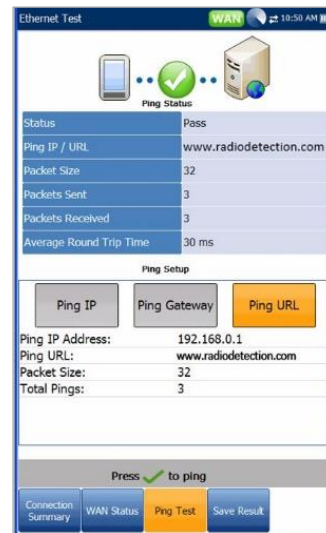 Ethernet Test WAN 10:50 AM
Ping Status
Status Pass
Ping IP / URL www.radiodetection.com
Packet Size 32
Packets Sent 3
Packets Received 3
Average Round Trip Time 30 ms
Ping Setup
Ping IP Ping Gateway Ping URL
Ping IP Address: 192.168.0.1
Ping URL: www.radiodetection.com
Packet Size: 32
Total Pings: 3
Press to ping
Connection Summary WAN Status Ping Test Save Result